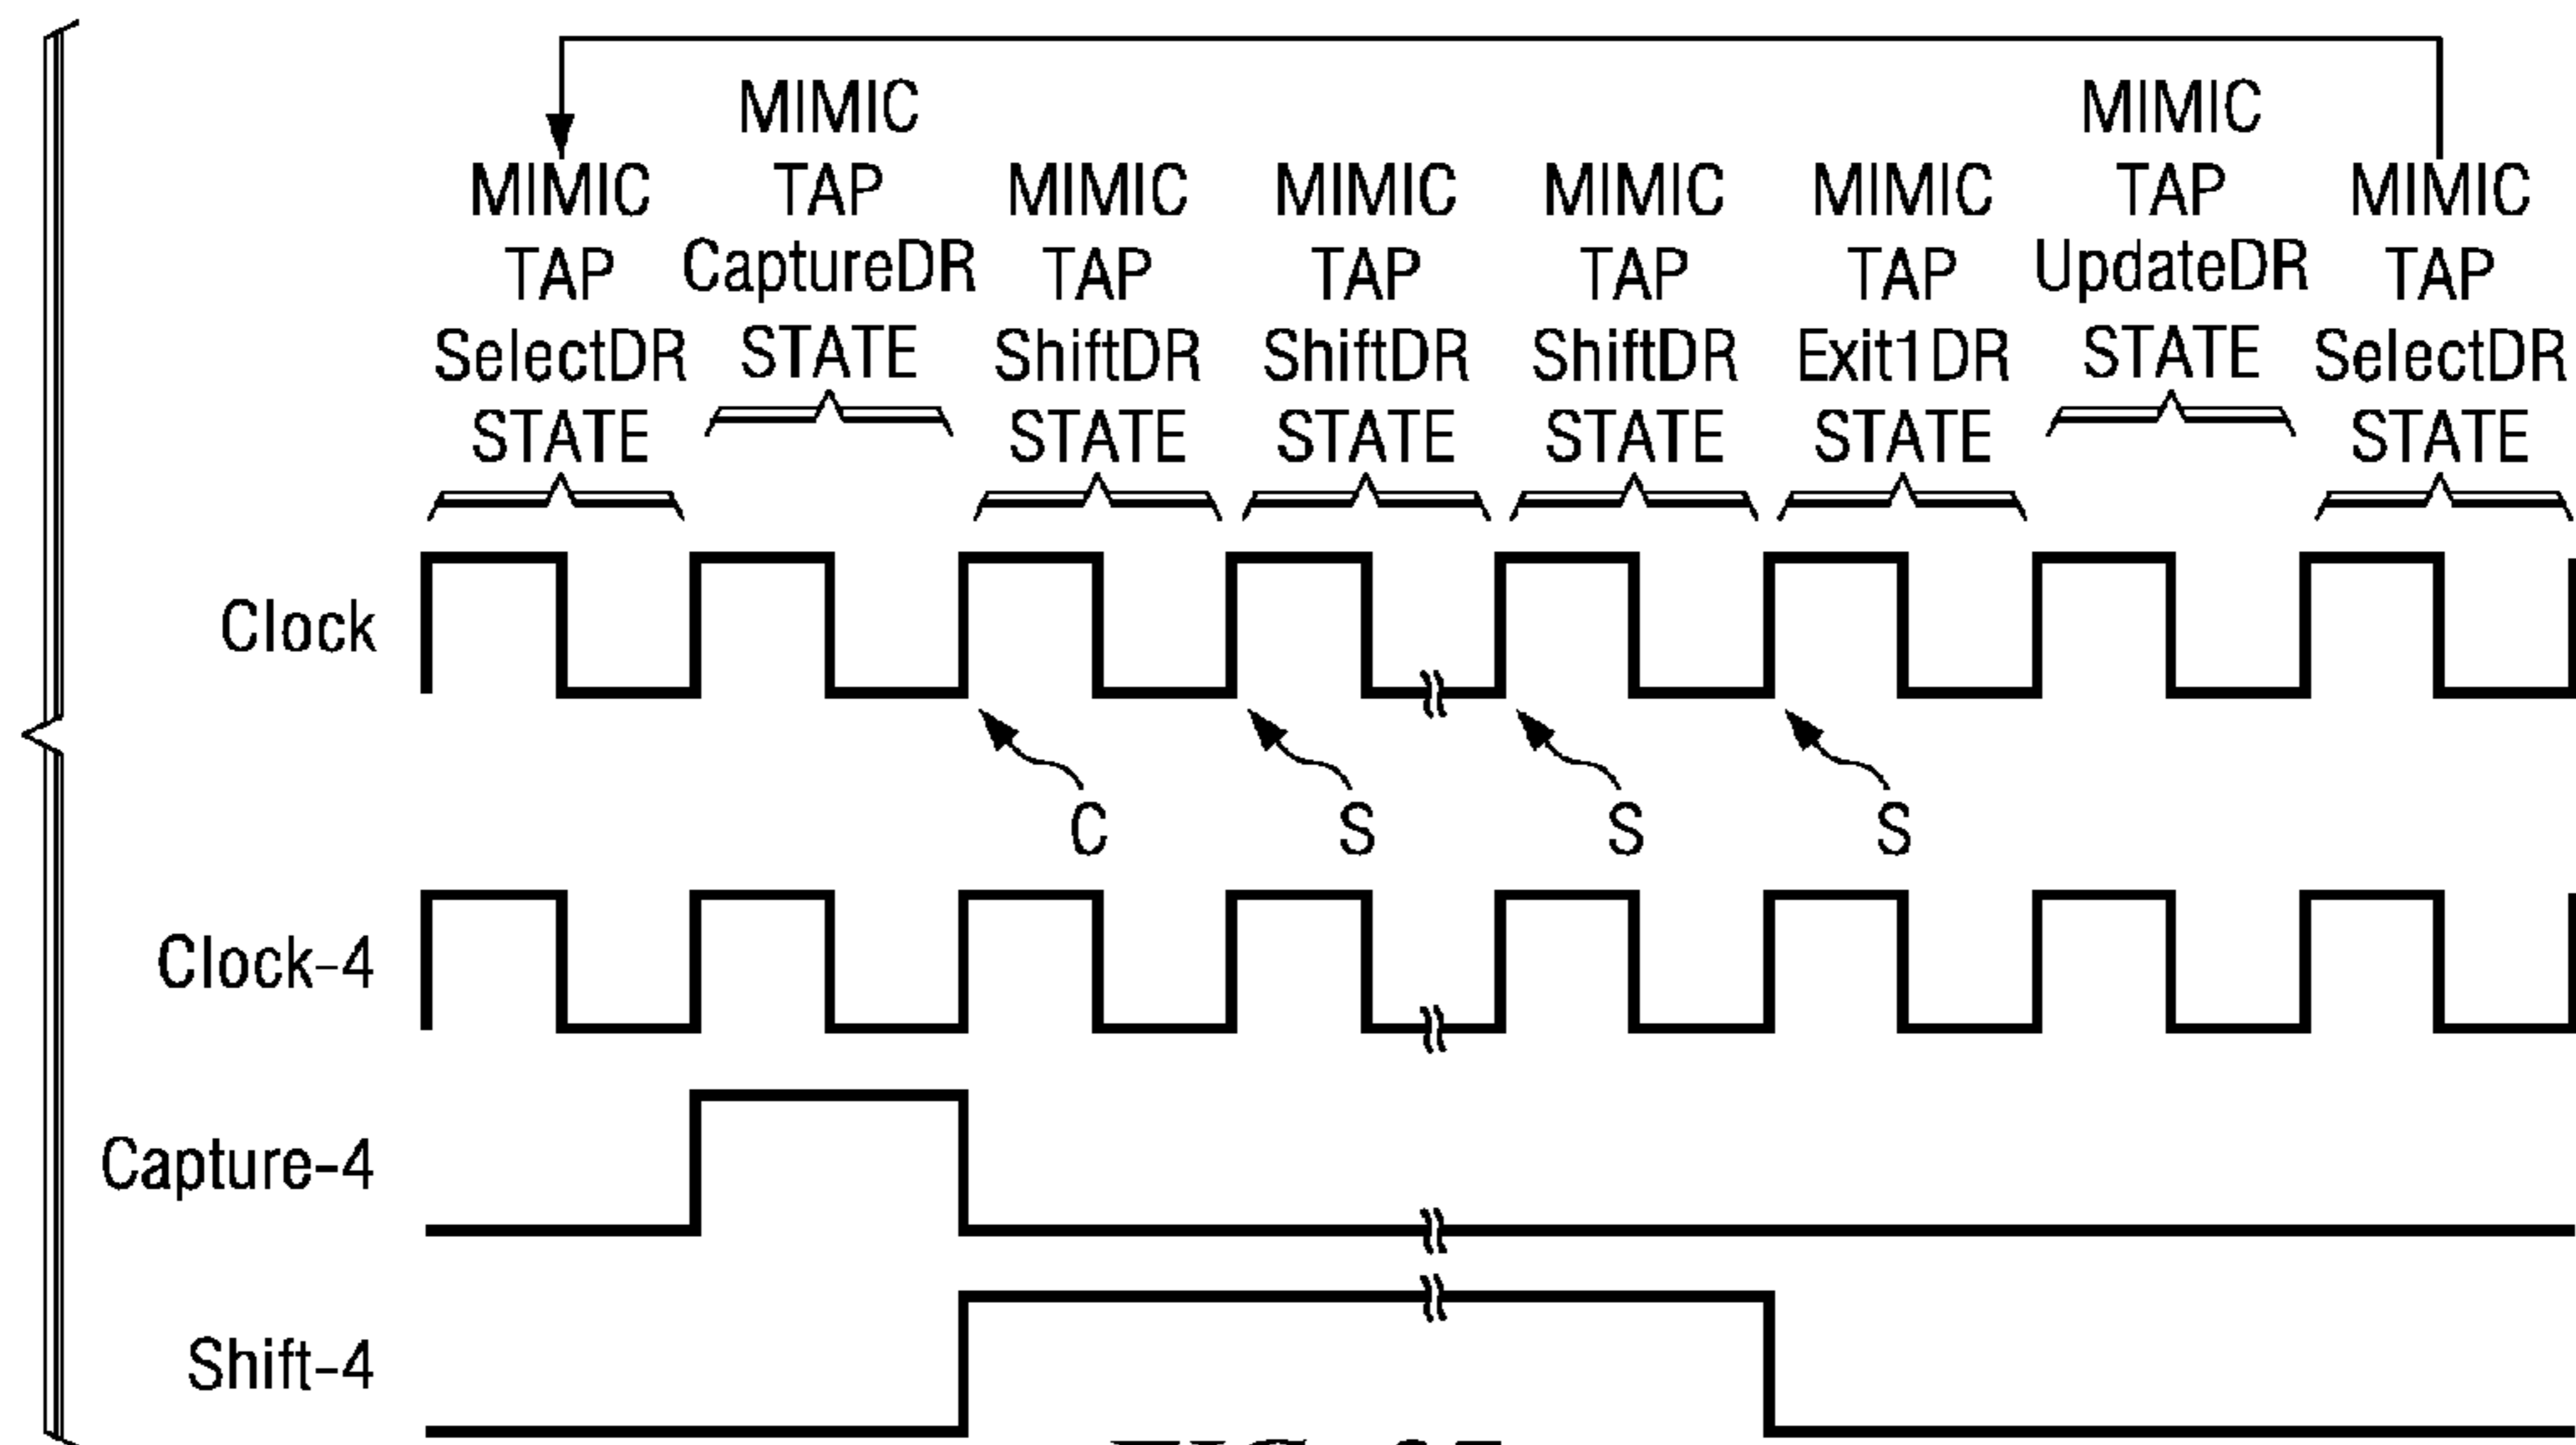 MIMIC
TAP
SelectDR
STATE
MIMIC
TAP
CaptureDR
STATE
MIMIC
TAP
ShiftDR
STATE
MIMIC
TAP
ShiftDR
STATE
MIMIC
TAP
ShiftDR
STATE
MIMIC
TAP
Exit1DR
STATE
MIMIC
TAP
UpdateDR
STATE
MIMIC
TAP
SelectDR
STATE
Clock
C
S
S
S
Clock-4
Capture-4
Shift-4